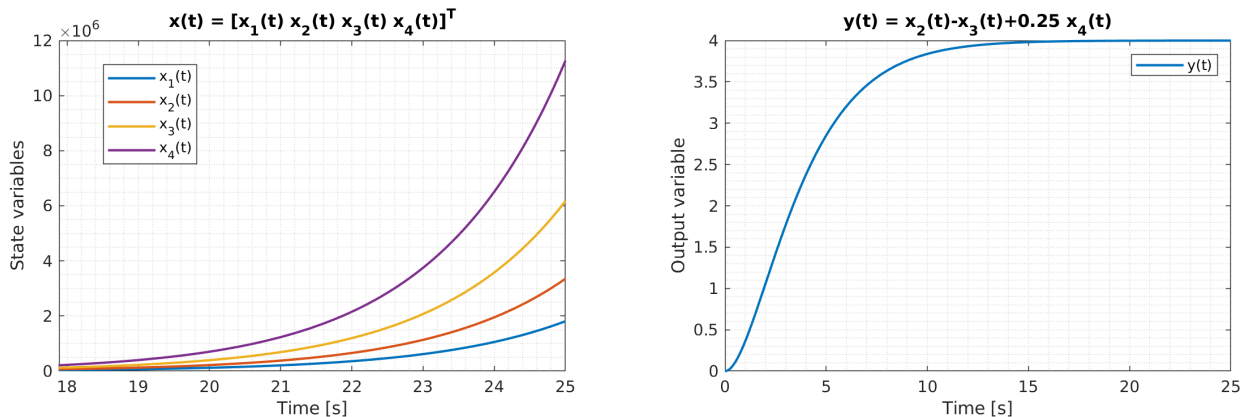 x(t) = [x₁(t) x₂(t) x₃(t) x₄(t)]ᵀ
×10⁶
12
10
8
6
4
2
0
State variables
x₁(t)
x₂(t)
x₃(t)
x₄(t)
18 19 20 21 22 23 24 25
Time [s]
y(t) = x₂(t)-x₃(t)+0.25 x₄(t)
4
3.5
3
2.5
2
1.5
1
0.5
0
Output variable
y(t)
0 5 10 15 20 25
Time [s]